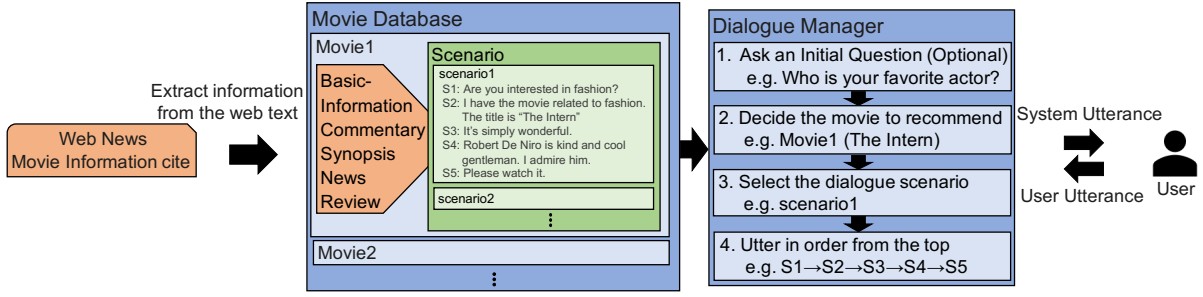 Extract information
from the web text
Web News
Movie Information cite
Movie Database
Movie1
Basic-
Information
Commentary
Synopsis
News
Review
Scenario
scenario1
S1: Are you interested in fashion?
S2: I have the movie related to fashion.
The title is “The Intern”
S3: It's simply wonderful.
S4: Robert De Niro is kind and cool
gentleman. I admire him.
S5: Please watch it.
scenario2
Movie2
Dialogue Manager
1. Ask an Initial Question (Optional)
e.g. Who is your favorite actor?
2. Decide the movie to recommend
e.g. Movie1 (The Intern)
3. Select the dialogue scenario
e.g. scenario1
4. Utter in order from the top
e.g. S1→S2→S3→S4→S5
System Utterance
User Utterance
User